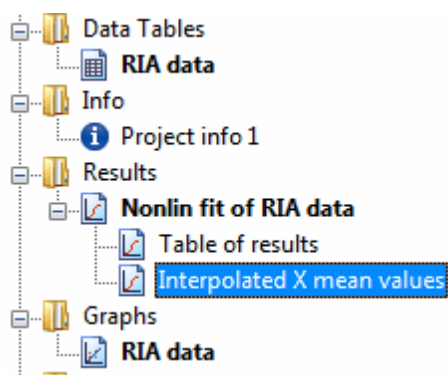 Data Tables
RIA data
Info
Project info 1
Results
Nonlin fit of RIA data
Table of results
Interpolated X mean values
Graphs
RIA data